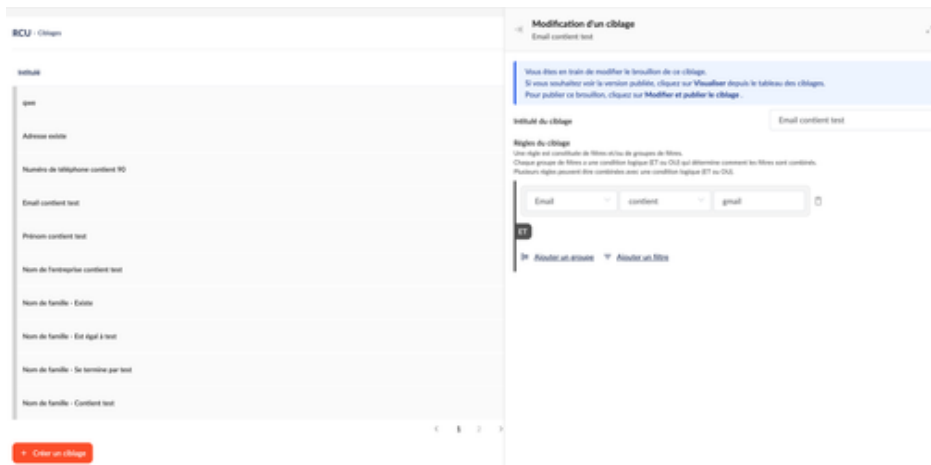 RCU - Ciblages
Intitulé
qwe
Adresse existe
Numéro de téléphone contient 90
Email contient test
Prénom contient test
Nom de l'entreprise contient test
Nom de famille - Existe
Nom de famille - Est égal à test
Nom de famille - Se termine par test
Nom de famille - Contient test
1 2
+ Créer un ciblage
Modification d'un ciblage
Email contient test
Vous êtes en train de modifier le brouillon de ce ciblage.
Si vous souhaitez voir la version publiée, cliquez sur Visualiser depuis le tableau des ciblages.
Pour publier ce brouillon, cliquez sur Modifier et publier le ciblage .
Intitulé du ciblage Email contient test
Règles du ciblage
Une règle est constituée de filtres et/ou de groupes de filtres.
Chaque groupe de filtres a une condition logique (ET ou OU) qui détermine comment les filtres sont combinés.
Plusieurs règles peuvent être combinées avec une condition logique (ET ou OU).
Email contient gmail
ET
Ajouter un groupe Ajouter un filtre